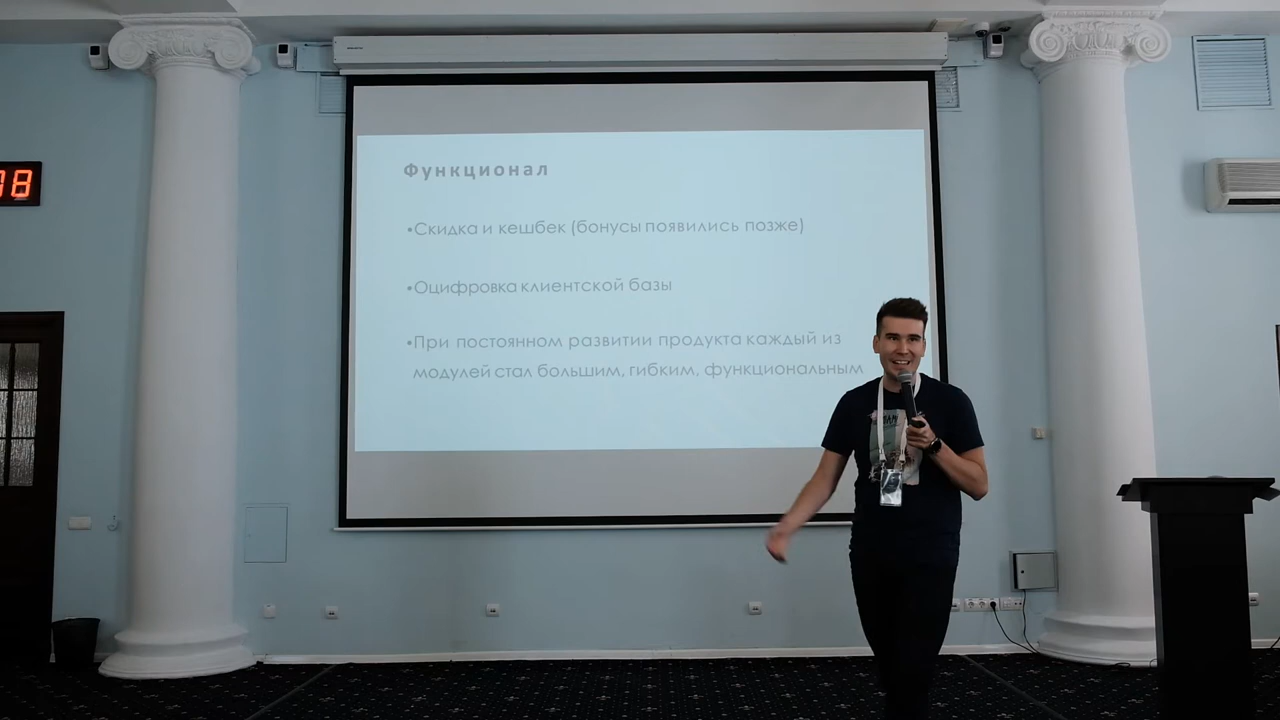 08
Функционал
•Скидка и кешбек (бонусы появились позже)
•Оцифровка клиентской базы
•При постоянном развитии продукта каждый из
модулей стал большим, гибким, функциональным